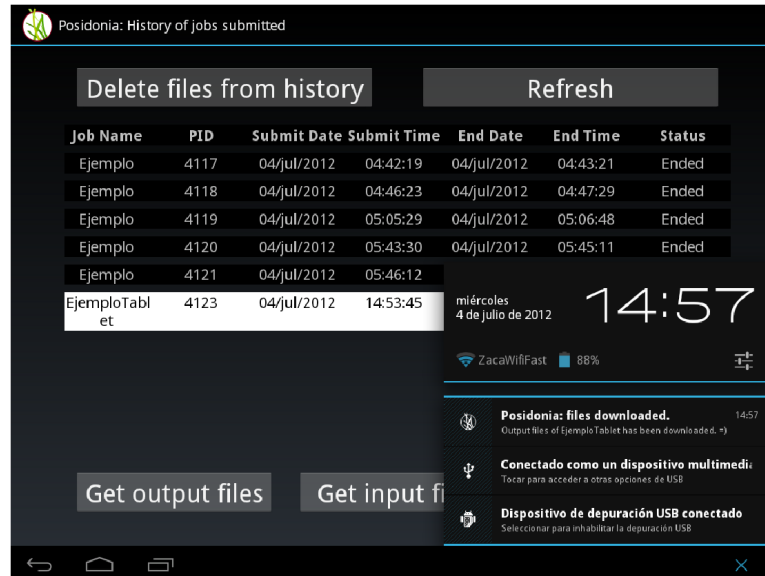 Posidonia: History of jobs submitted
Delete files from history
Refresh
Job Name PID Submit Date Submit Time End Date End Time Status
Ejemplo 4117 04/jul/2012 04:42:19 04/jul/2012 04:43:21 Ended
Ejemplo 4118 04/jul/2012 04:46:23 04/jul/2012 04:47:29 Ended
Ejemplo 4119 04/jul/2012 05:05:29 04/jul/2012 05:06:48 Ended
Ejemplo 4120 04/jul/2012 05:43:30 04/jul/2012 05:45:11 Ended
Ejemplo 4121 04/jul/2012 05:46:12
EjemploTabl 4123 04/jul/2012 14:53:45
et
miércoles
4 de julio de 2012
14:57
ZacaWifiFast 88%
Posidonia: files downloaded. 14:57
Output files of EjemploTablet has been downloaded. =)
Conectado como un dispositivo multimedia
Tocar para acceder a otras opciones de USB
Dispositivo de depuración USB conectado
Seleccionar para inhabilitar la depuración USB
Get output files
Get input fi